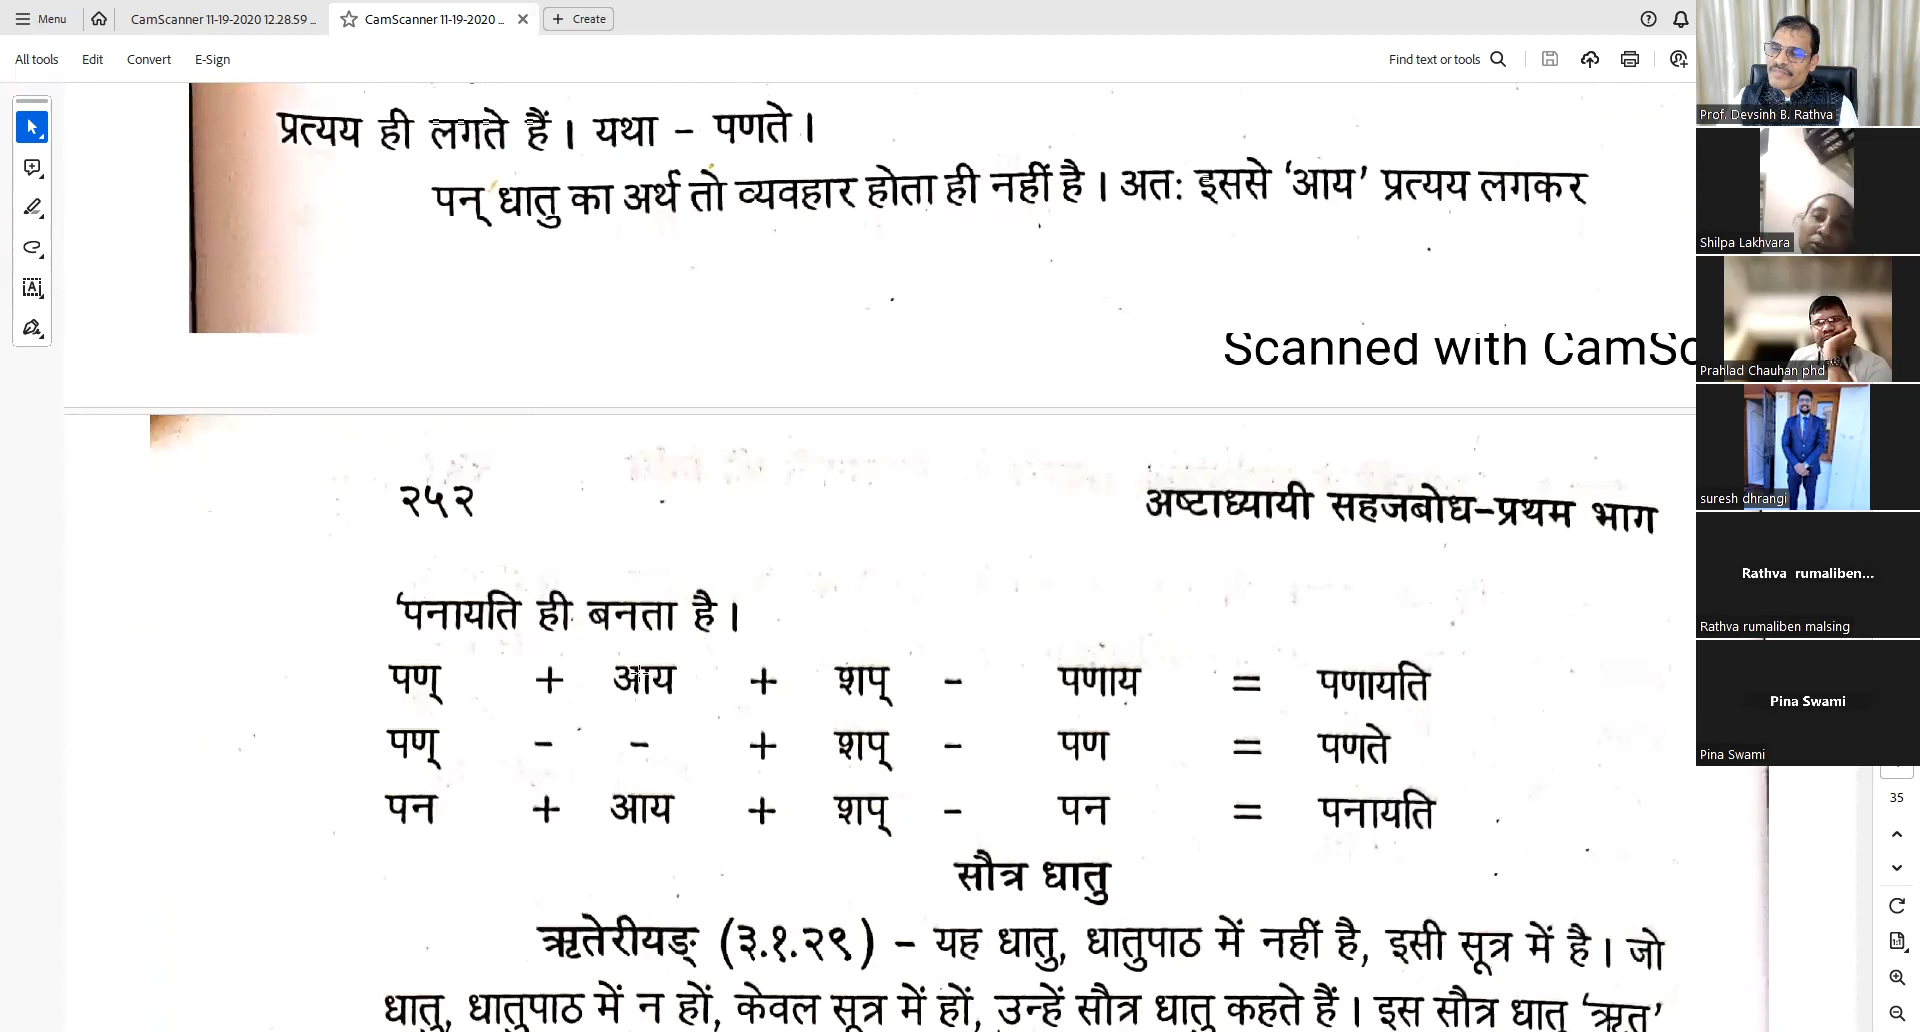 Menu
CamScanner 11-19-2020 12.28.59 ...
CamScanner 11-19-2020 ...
Create
All tools Edit Convert E-Sign
Find text or tools
प्रत्यय ही लगते हैं । यथा - पणते ।
पन् धातु का अर्थ तो व्यवहार होता ही नहीं है । अत: इससे ‘आय’ प्रत्यय लगकर
Scanned with CamSc
२५२
अष्टाध्यायी सहजबोध-प्रथम भाग
‘पनायति ही बनता है ।
पण् + आय + शप् - पणाय = पणायति
पण् - - + शप् - पण = पणते
पन + आय + शप् - पन = पनायति
सौत्र धातु
ऋतेरीयङ् (३.१.२९) - यह धातु, धातुपाठ में नहीं है, इसी सूत्र में है । जो
धातु, धातुपाठ में न हों, केवल सूत्र में हों, उन्हें सौत्र धातु कहते हैं । इस सौत्र धातु ‘ऋत’
Prof. Devsinh B. Rathva
Shilpa Lakhvara
Prahlad Chauhan phd
suresh dhrangi
Rathva rumaliben...
Rathva rumaliben malsing
Pina Swami
Pina Swami
35